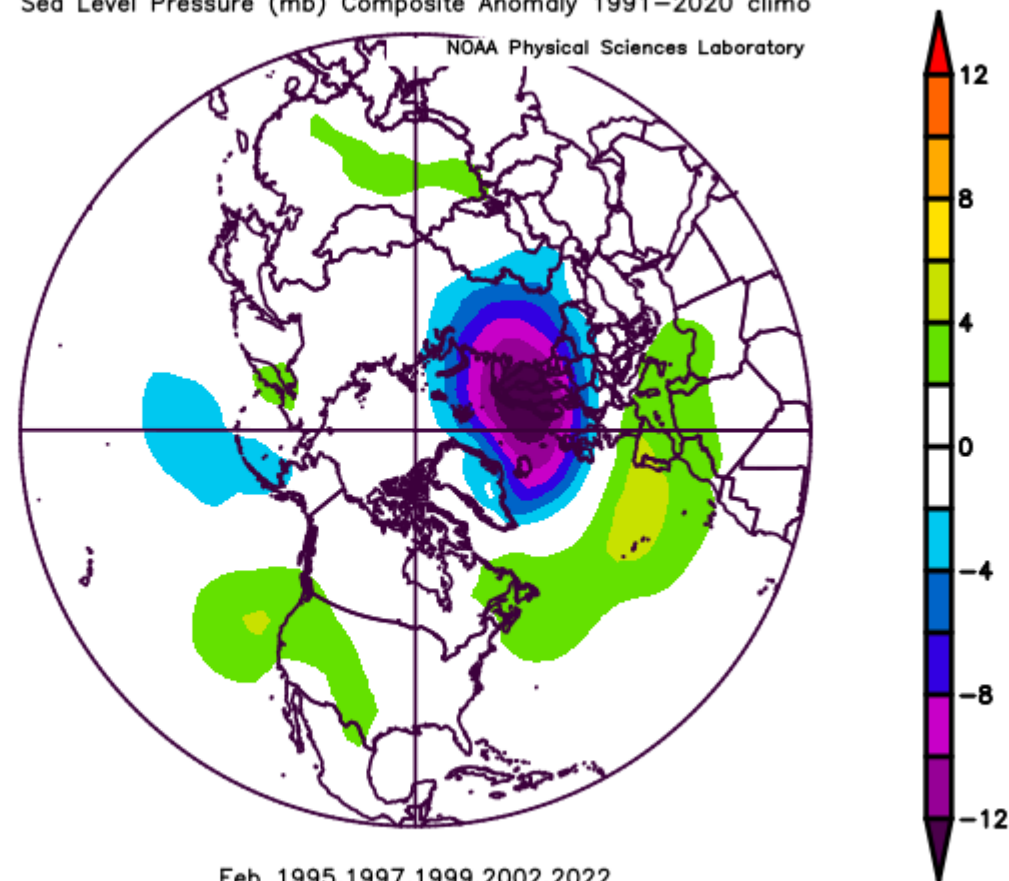 Sea Level Pressure (mb) Composite Anomaly 1991-2020 climo
NOAA Physical Sciences Laboratory
12
8
4
0
-4
-8
-12
Feb 1995,1997,1999,2002,2022